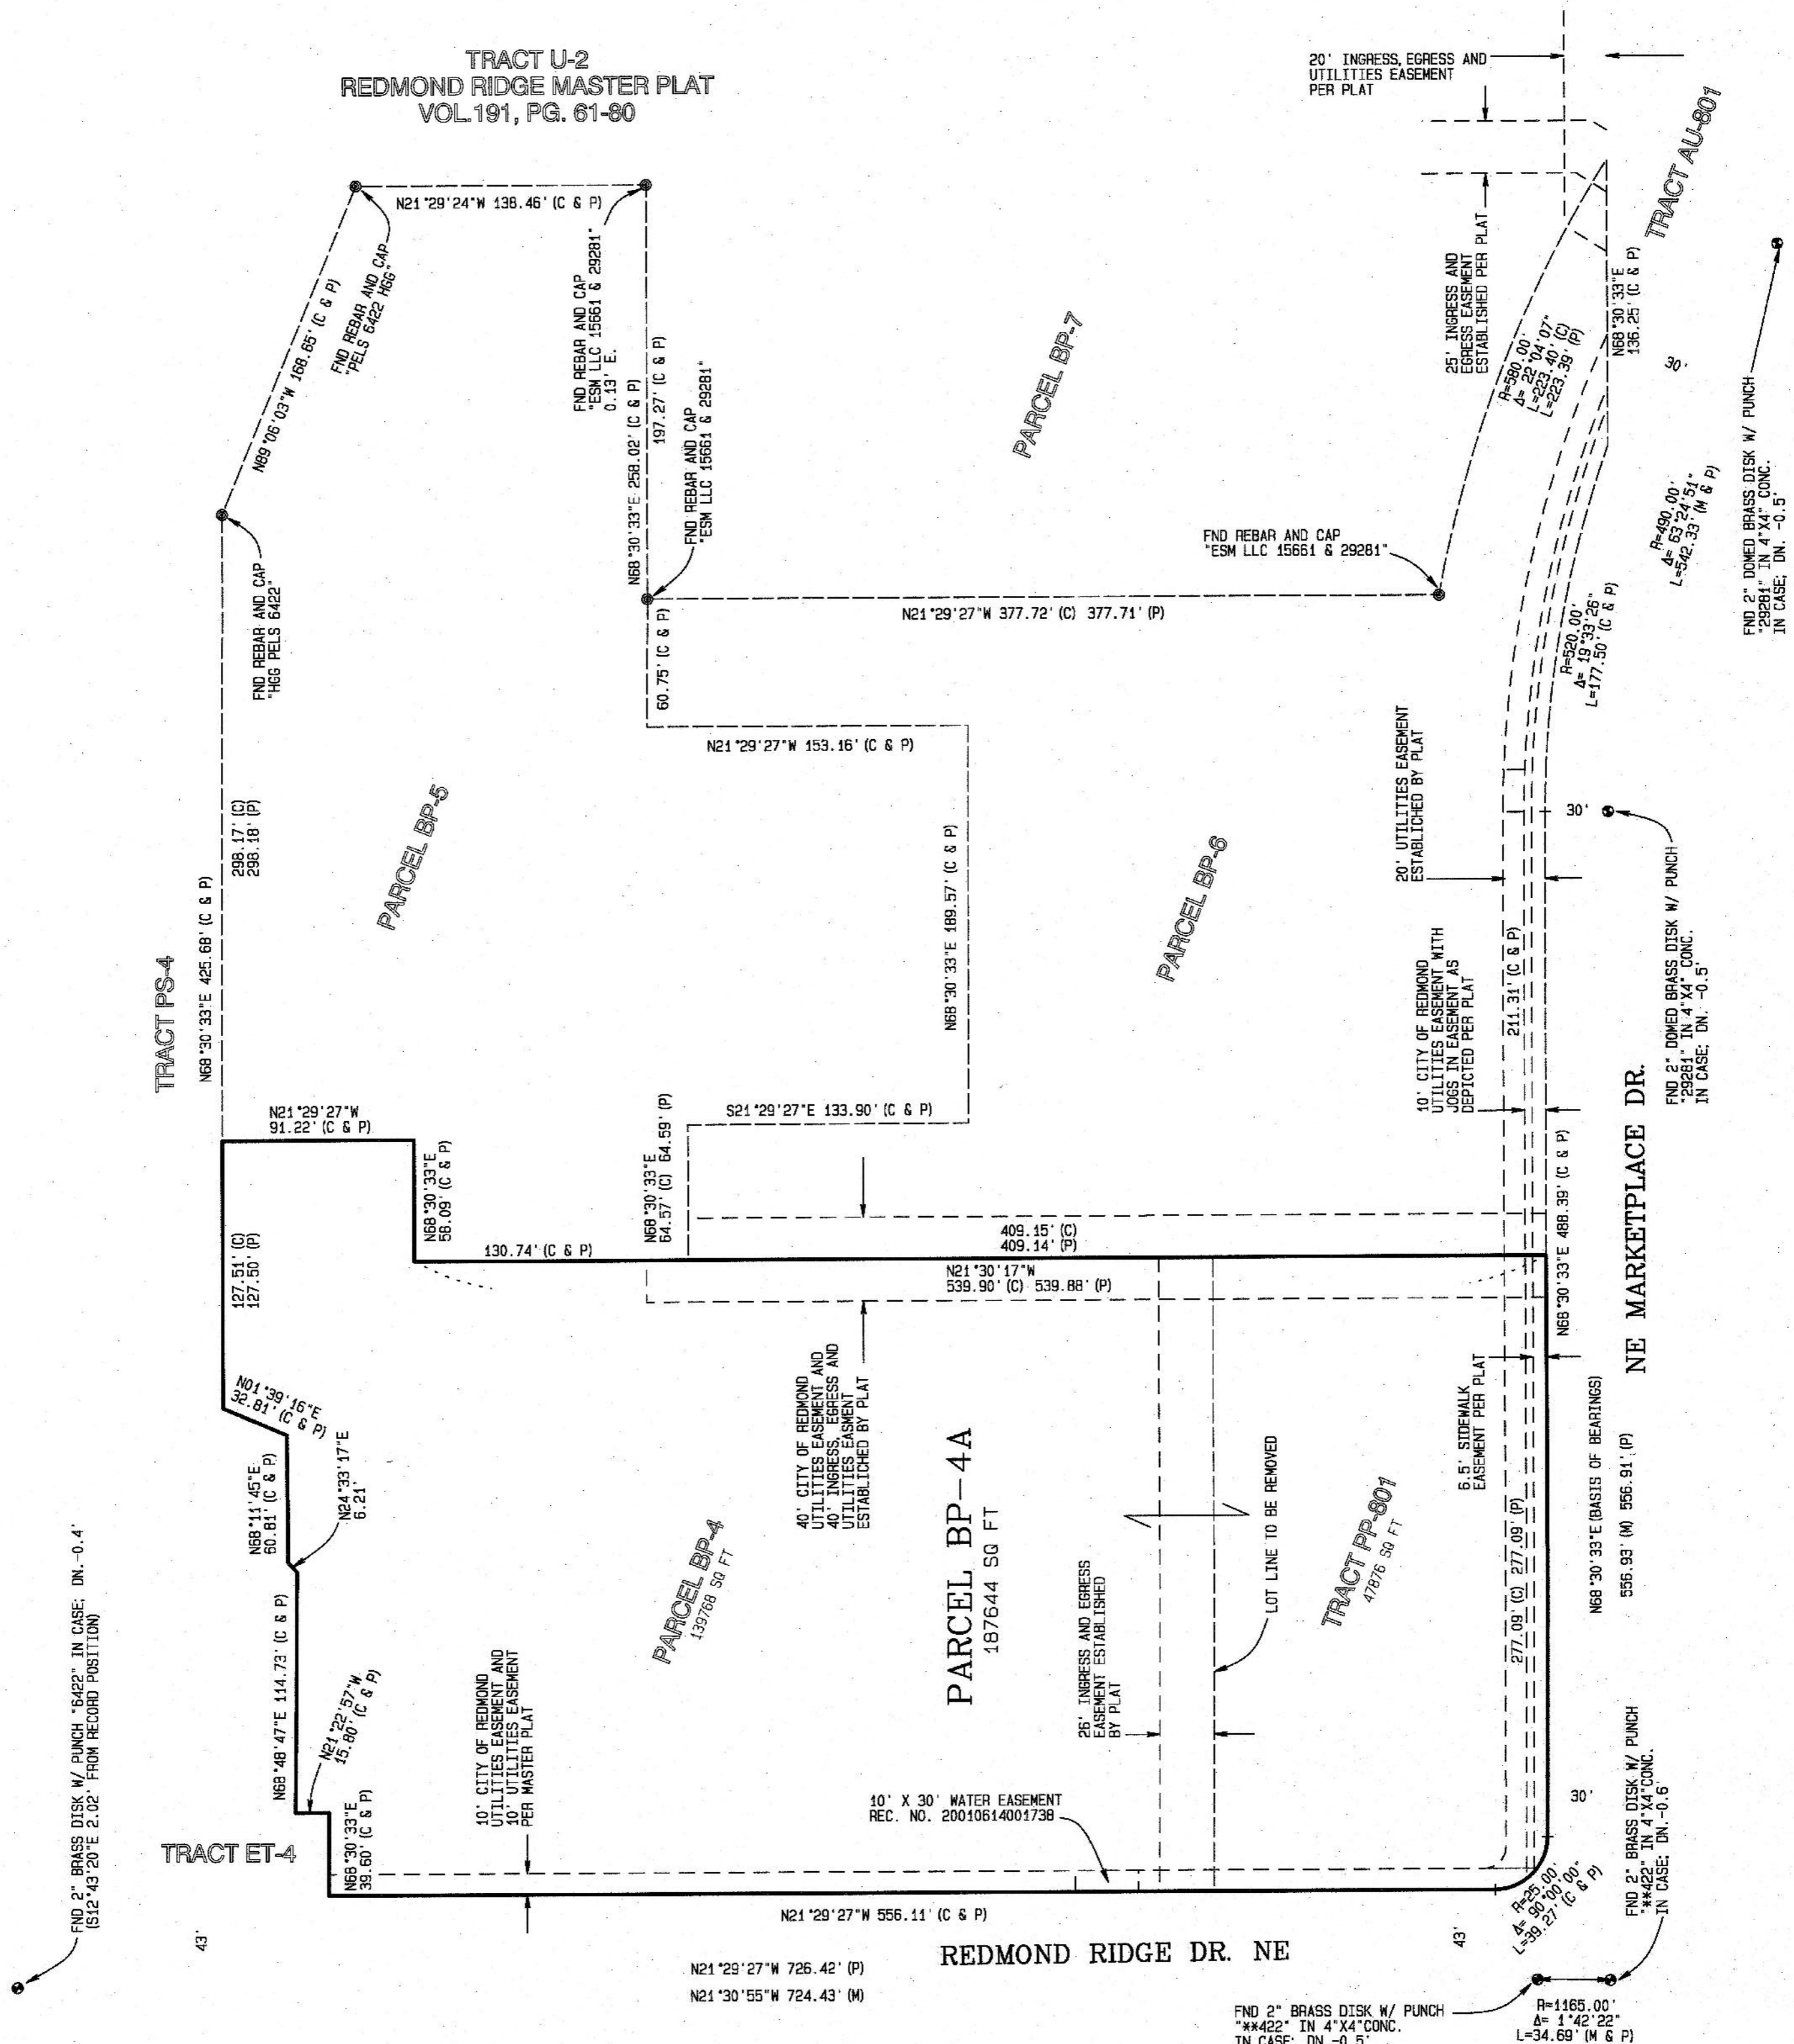 TRACT U-2
REDMOND RIDGE MASTER PLAT
VOL.191, PG. 61-80
20' INGRESS, EGRESS AND
UTILITIES EASEMENT
PER PLAT
TRACT AU-801
N21°29'24"W 138.46' (C & P)
N89°06'03"W 168.65' (C & P)
FND REBAR AND CAP
"PELS 6422 HGG"
FND REBAR AND CAP
"ESM LLC 15661 & 29281"
0.13' E.
N68°30'33"E 258.02' (C & P)
197.27' (C & P)
FND REBAR AND CAP
"ESM LLC 15661 & 29281"
PARCEL BP-7
25' INGRESS AND
EGRESS EASEMENT
ESTABLISHED PER PLAT
R=580.00'
Δ= 22°04'07"
L=223.40' (C)
L=223.39' (P)
N68°30'33"E
136.25' (C & P)
30'
R=490.00'
Δ= 63°24'51"
L=542.33' (M & P)
FND 2" DOMED BRASS DISK W/ PUNCH
"29281" IN 4"X4" CONC.
IN CASE; DN. -0.5'
FND REBAR AND CAP
"HGG PELS 6422"
FND REBAR AND CAP
"ESM LLC 15661 & 29281"
N21°29'27"W 377.72' (C) 377.71' (P)
60.75' (C & P)
R=520.00'
Δ= 19°33'26"
L=177.50' (C & P)
N21°29'27"W 153.16' (C & P)
20' UTILITIES EASEMENT
ESTABLICHED BY PLAT
298.17' (C)
298.18' (P)
PARCEL BP-5
N68°30'33"E 189.57' (C & P)
PARCEL BP-6
30'
FND 2" DOMED BRASS DISK W/ PUNCH
"29281" IN 4"X4" CONC.
IN CASE; DN. -0.5'
TRACT PS-4
N68°30'33"E 425.68' (C & P)
10' CITY OF REDMOND
UTILITIES EASEMENT WITH
JOGS IN EASEMENT AS
DEPICTED PER PLAT
211.31' (C & P)
N21°29'27"W
91.22' (C & P)
S21°29'27"E 133.90' (C & P)
N68°30'33"E
58.09' (C & P)
N68°30'33"E
64.57' (C) 64.59' (P)
N68°30'33"E 488.39' (C & P)
NE MARKETPLACE DR.
127.51' (C)
127.50' (P)
130.74' (C & P)
409.15' (C)
409.14' (P)
N21°30'17"W
539.90' (C) 539.88' (P)
N01°39'16"E
32.81' (C & P)
N68°11'45"E
60.81' (C & P)
N24°33'17"E
6.21'
40' CITY OF REDMOND
UTILITIES EASEMENT AND
40' INGRESS, EGRESS AND
UTILITIES EASMENT
ESTABLICHED BY PLAT
PARCEL BP-4A
187644 SQ FT
LOT LINE TO BE REMOVED
6.5' SIDEWALK
EASEMENT PER PLAT
N68°30'33"E (BASIS OF BEARINGS)
556.93' (M) 556.91' (P)
277.09' (C) 277.09' (P)
TRACT PP-801
47876 SQ FT
PARCEL BP-4
139768 SQ FT
26' INGRESS AND EGRESS
EASEMENT ESTABLISHED
BY PLAT
FND 2" BRASS DISK W/ PUNCH "6422" IN CASE; DN.-0.4'
(S12°43'20"E 2.02' FROM RECORD POSITION)
N68°48'47"E 114.73' (C & P)
N21°22'57"W
15.80' (C & P)
10' CITY OF REDMOND
UTILITIES EASEMENT AND
10' UTILITIES EASEMENT
PER MASTER PLAT
10' X 30' WATER EASEMENT
REC. NO. 20010614001738
30'
TRACT ET-4
N68°30'33"E
39.60' (C & P)
FND 2" BRASS DISK W/ PUNCH
"**422" IN 4"X4"CONC.
IN CASE; DN.-0.6'
N21°29'27"W 556.11' (C & P)
R=25.00'
Δ= 90°00'00"
L=39.27' (C & P)
43'
43'
REDMOND RIDGE DR. NE
N21°29'27"W 726.42' (P)
N21°30'55"W 724.43' (M)
FND 2" BRASS DISK W/ PUNCH
"**422" IN 4"X4"CONC.
IN CASE; DN.-0.5'
R=1165.00'
Δ= 1°42'22"
L=34.69' (M & P)